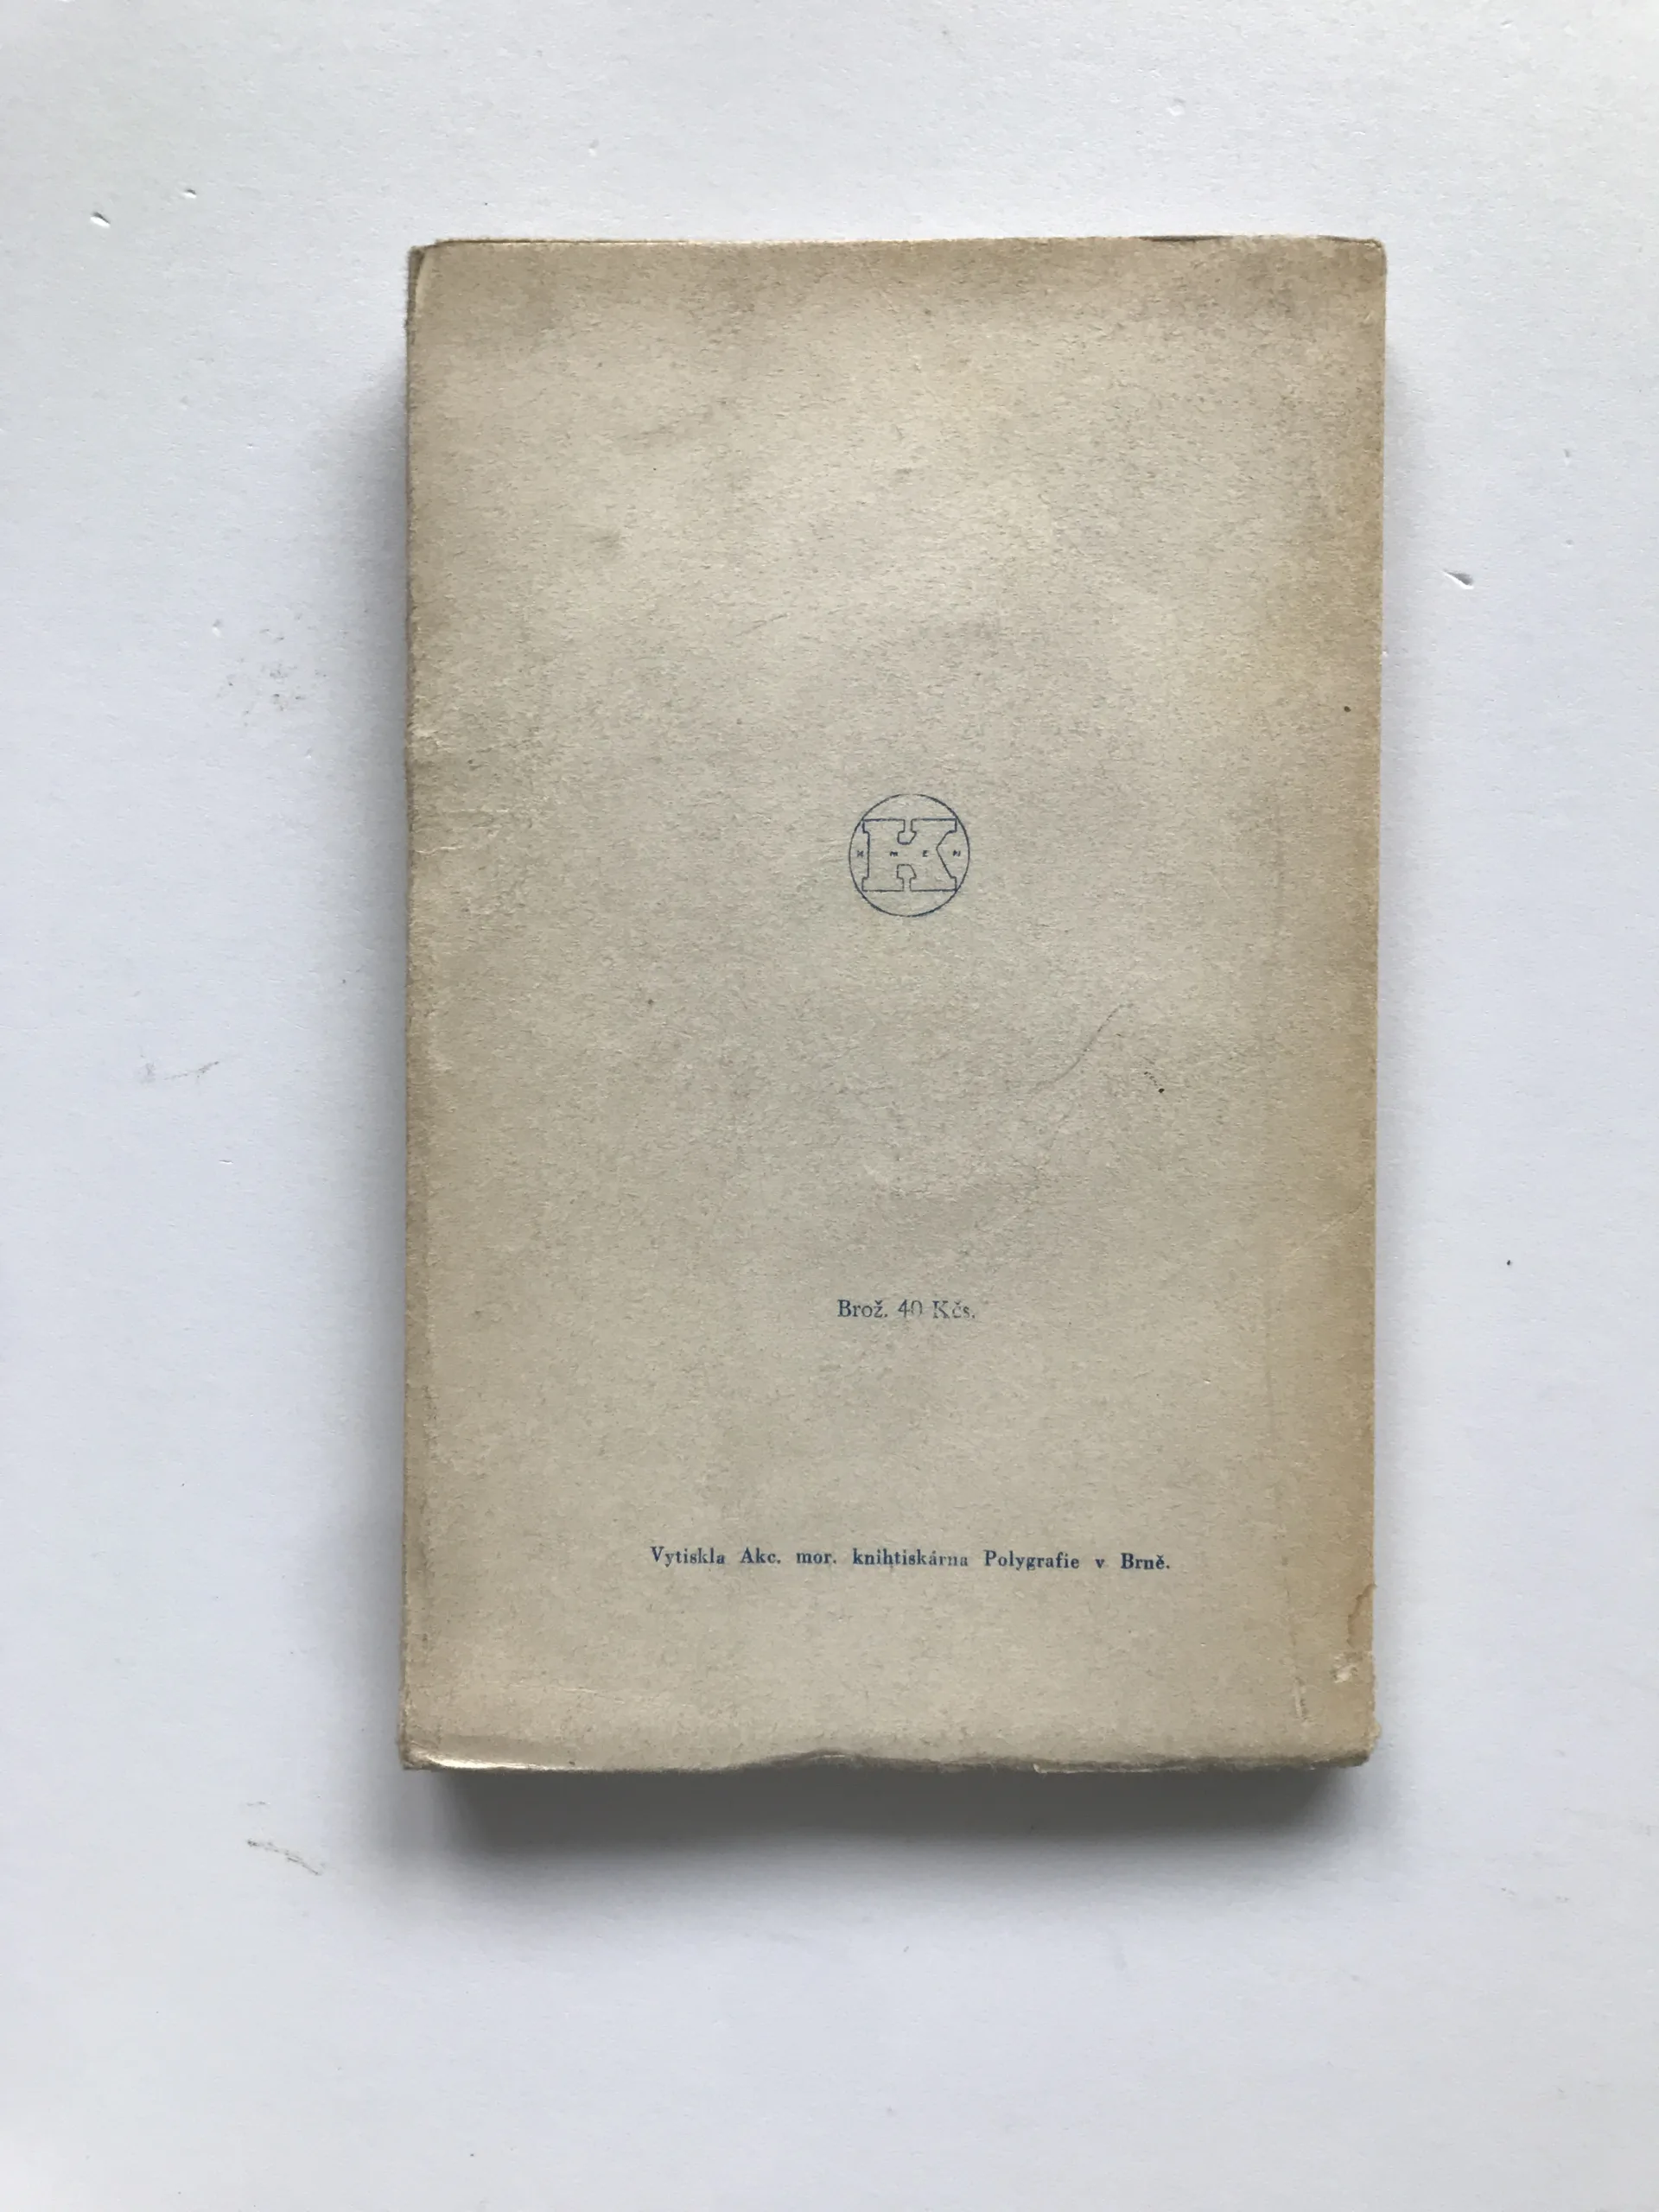 K M E N
Brož. 40 Kčs.
Vytiskla Akc. mor. knihtiskárna Polygrafie v Brně.